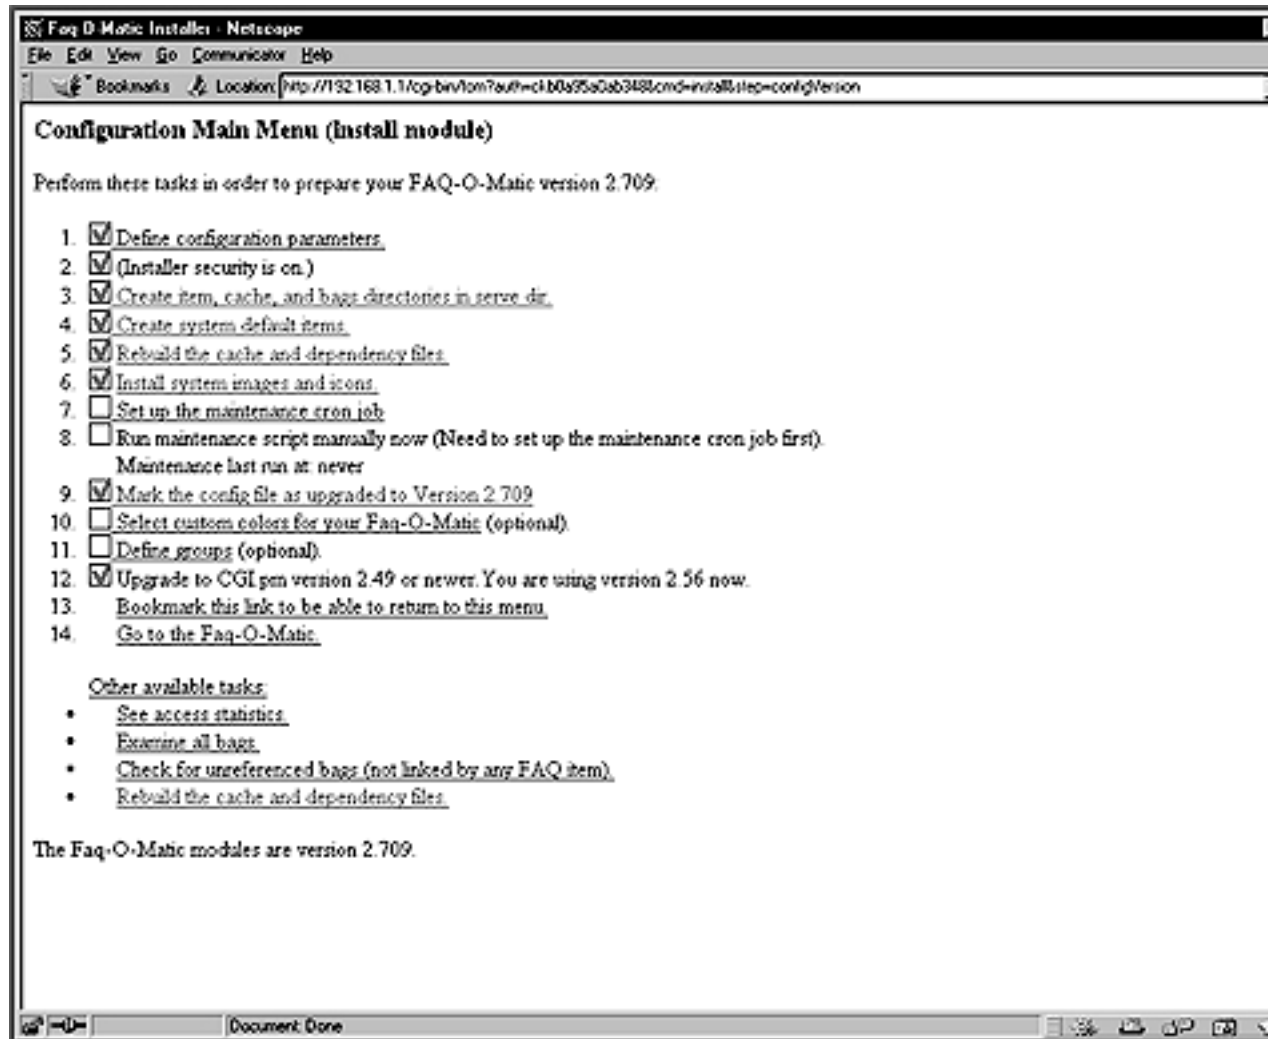 Faq-O-Matic Installer - Netscape
File Edit View Go Communicator Help
Bookmarks Location: http://192.168.1.1/cgi-bin/fom?auth=ckb0a95a0ab348&cmd=install&step=configVersion
Configuration Main Menu (Install module)
Perform these tasks in order to prepare your FAQ-O-Matic version 2.709:
1. Define configuration parameters.
2. (Installer security is on.)
3. Create item, cache, and bags directories in serve dir.
4. Create system default items.
5. Rebuild the cache and dependency files.
6. Install system images and icons.
7. Set up the maintenance cron job
8. Run maintenance script manually now (Need to set up the maintenance cron job first).
Maintenance last run at: never
9. Mark the config file as upgraded to Version 2.709
10. Select custom colors for your Faq-O-Matic (optional).
11. Define groups (optional).
12. Upgrade to CGI.pm version 2.49 or newer. You are using version 2.56 now.
13. Bookmark this link to be able to return to this menu.
14. Go to the Faq-O-Matic.
Other available tasks:
• See access statistics.
• Examine all bags.
• Check for unreferenced bags (not linked by any FAQ item).
• Rebuild the cache and dependency files.
The Faq-O-Matic modules are version 2.709.
Document: Done